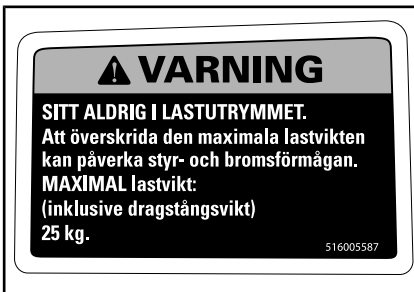 VARNING
SITT ALDRIG I LASTUTRYMMET.
Att överskrida den maximala lastvikten
kan påverka styr- och bromsförmågan.
MAXIMAL lastvikt:
(inklusive dragstångsvikt)
25 kg.
516005587